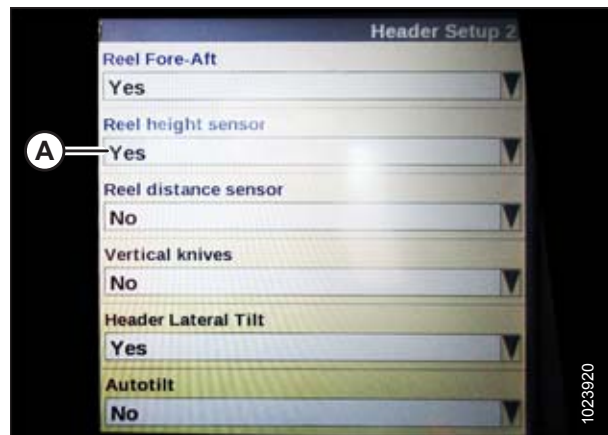 Header Setup 2
Reel Fore-Aft
Yes
Reel height sensor
A
Yes
Reel distance sensor
No
Vertical knives
No
Header Lateral Tilt
Yes
Autotilt
No
1023920